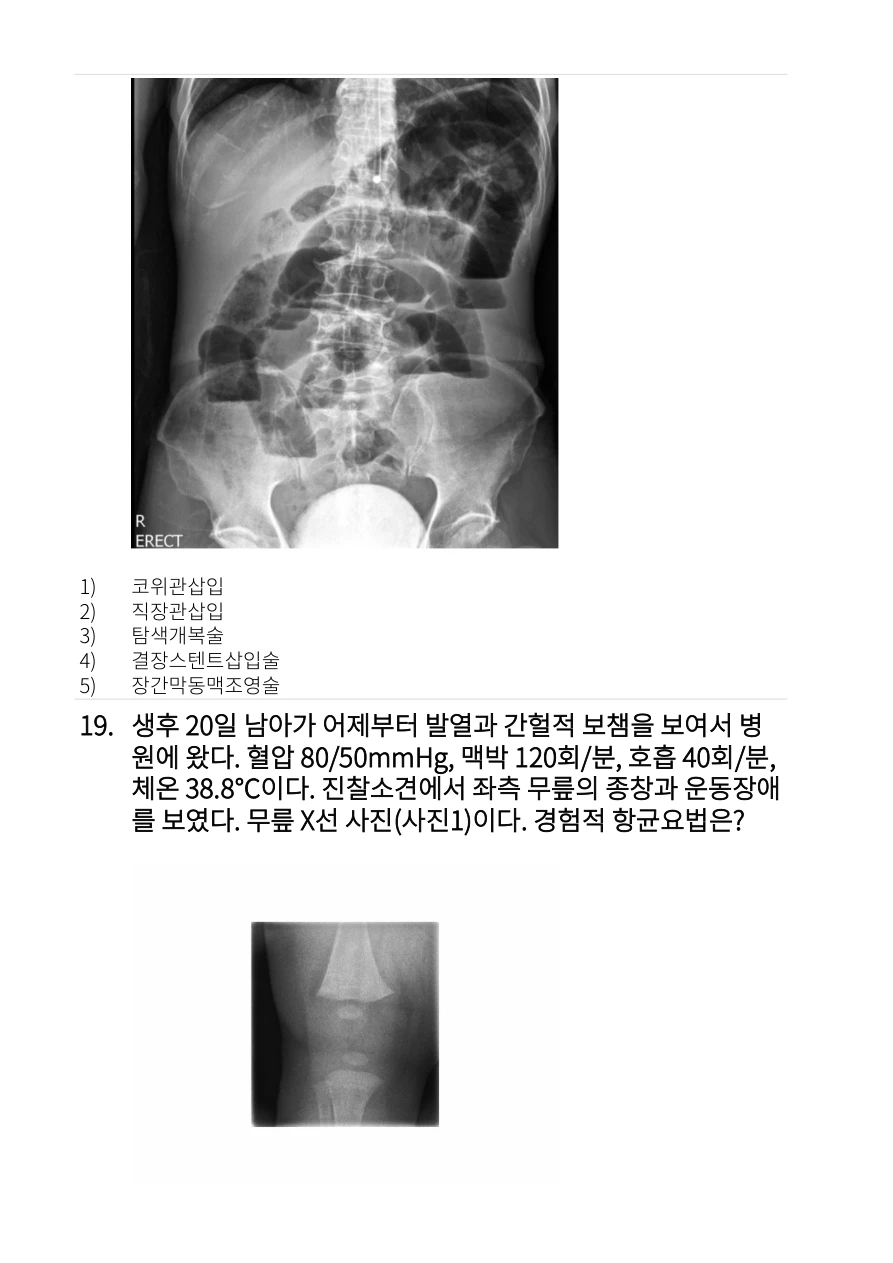 R
ERECT
1) 코위관삽입
2) 직장관삽입
3) 탐색개복술
4) 결장스텐트삽입술
5) 장간막동맥조영술
19. 생후 20일 남아가 어제부터 발열과 간헐적 보챔을 보여서 병
원에 왔다. 혈압 80/50mmHg, 맥박 120회/분, 호흡 40회/분,
체온 38.8°C이다. 진찰소견에서 좌측 무릎의 종창과 운동장애
를 보였다. 무릎 X선 사진(사진1)이다. 경험적 항균요법은?